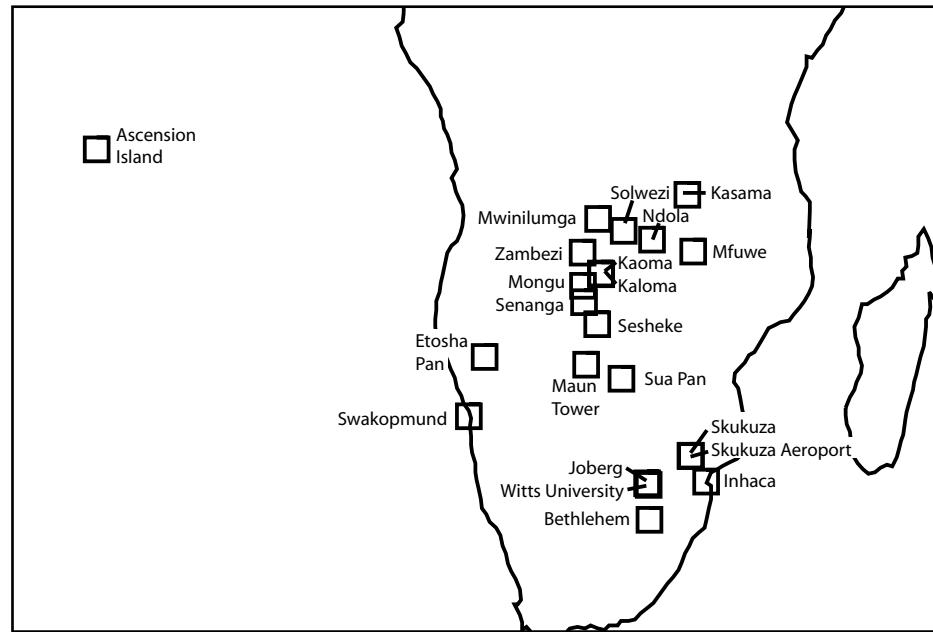 Ascension
Island
Solwezi
Kasama
Ndola
Mwinilumga
Zambezi
Mfuwe
Kaoma
Mongu
Kaloma
Senanga
Sesheke
Etosha
Pan
Maun
Tower
Sua Pan
Swakopmund
Skukuza
Skukuza Aeroport
Joberg
Witts University
Inhaca
Bethlehem